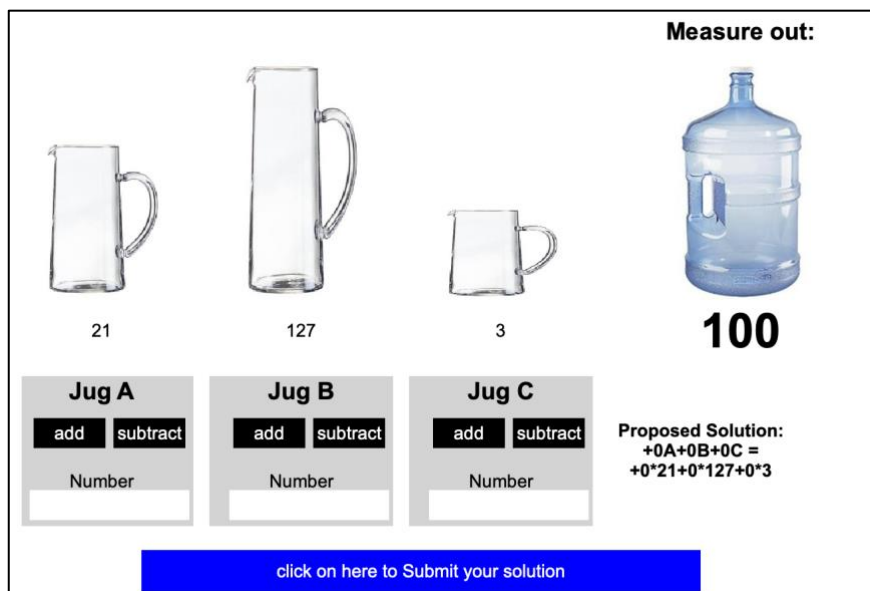 Measure out:
21
127
3
100
Jug A
add
subtract
Number
Jug B
add
subtract
Number
Jug C
add
subtract
Number
Proposed Solution:
+0A+0B+0C =
+0*21+0*127+0*3
click on here to Submit your solution